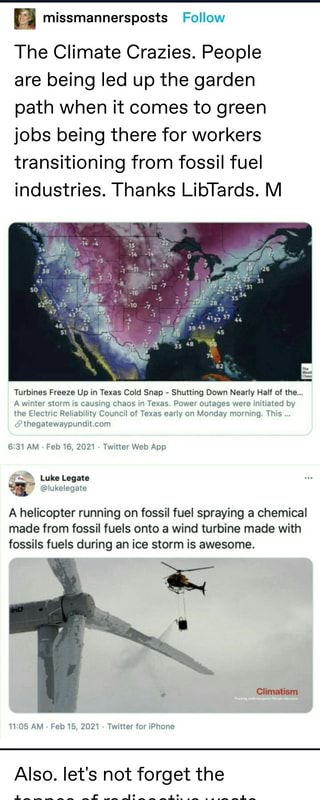 missmannersposts Follow
The Climate Crazies. People
are being led up the garden
path when it comes to green
jobs being there for workers
transitioning from fossil fuel
industries. Thanks LibTards. M
Turbines Freeze Up in Texas Cold Snap - Shutting Down Nearly Half of the...
A winter storm is causing chaos in Texas. Power outages were initiated by
the Electric Reliability Council of Texas early on Monday morning. This ...
thegatewaypundit.com
6:31 AM · Feb 16, 2021 · Twitter Web App
Luke Legate
@lukelegate
A helicopter running on fossil fuel spraying a chemical
made from fossil fuels onto a wind turbine made with
fossils fuels during an ice storm is awesome.
Climatism
11:05 AM · Feb 15, 2021 · Twitter for iPhone
Also. let's not forget the
tonnes of radioactive waste